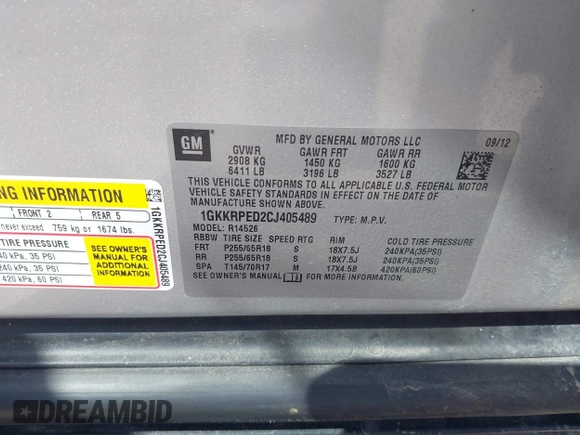 GM
MFD BY GENERAL MOTORS LLC
09/12
GVWR GAWR FRT GAWR RR
2908 KG 1450 KG 1600 KG
6411 LB 3196 LB 3527 LB
THIS VEHICLE CONFORMS TO ALL APPLICABLE U.S. FEDERAL MOTOR
VEHICLE SAFETY STANDARDS IN EFFECT ON THE DATE OF
MANUFACTURE SHOWN ABOVE.
1GKKRPED2CJ405489 TYPE: M.P.V.
MODEL: R14526
RBBW TIRE SIZE SPEED RTG RIM COLD TIRE PRESSURE
FRT P255/65R18 S 18X7.5J 240KPA(35PSI)
RR P255/65R18 S 18X7.5J 240KPA(35PSI)
SPA T145/70R17 M 17X4.5B 420KPA(60PSI)
SEE OWNER'S MANUAL FOR MORE INFORMATION.
NG INFORMATION
FRONT 2 REAR 5
never exceed 759 kg or 1674 lbs.
TIRE PRESSURE
40 kPa, 35 PSI
240 kPa, 35 PSI
420 kPa, 60 PSI
SEE OWNER'S
MANUAL FOR
ADDITIONAL
INFORMATION
1GKKRPED2CJ405489
DREAMBID